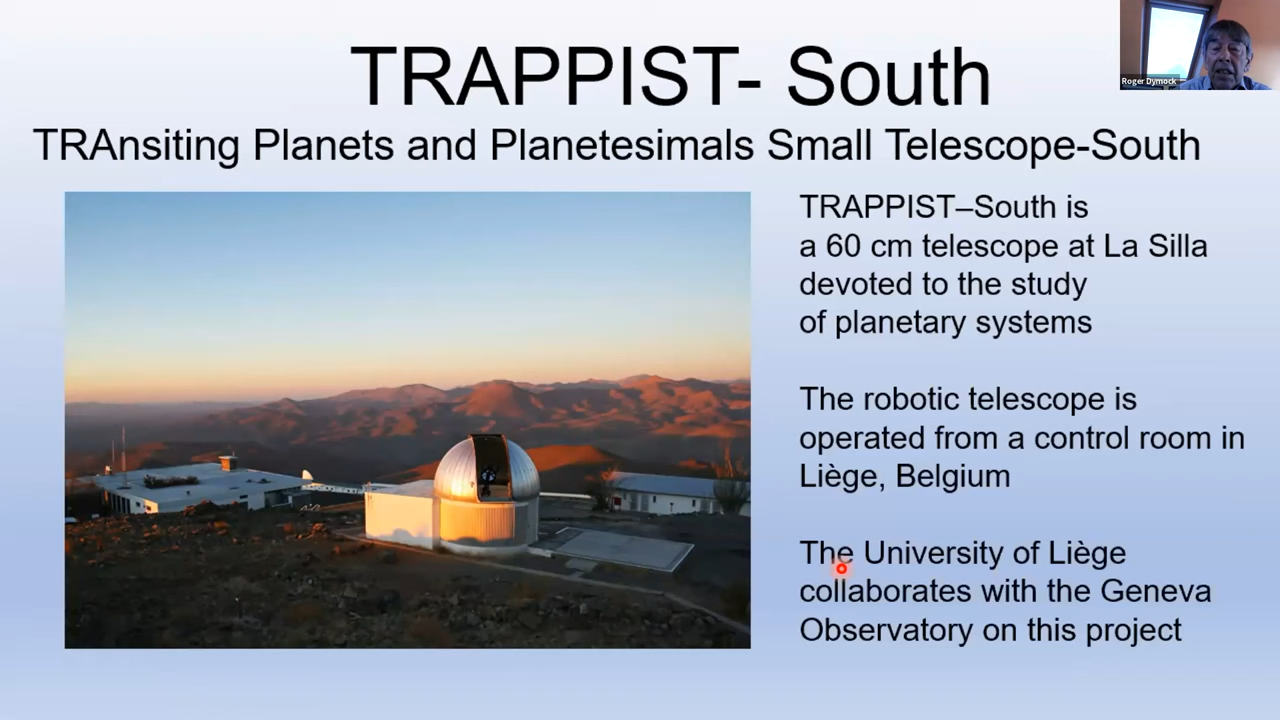 TRAPPIST- South
Roger Dymock
TRAnsiting Planets and Planetesimals Small Telescope-South
TRAPPIST–South is
a 60 cm telescope at La Silla
devoted to the study
of planetary systems
The robotic telescope is
operated from a control room in
Liège, Belgium
The University of Liège
collaborates with the Geneva
Observatory on this project